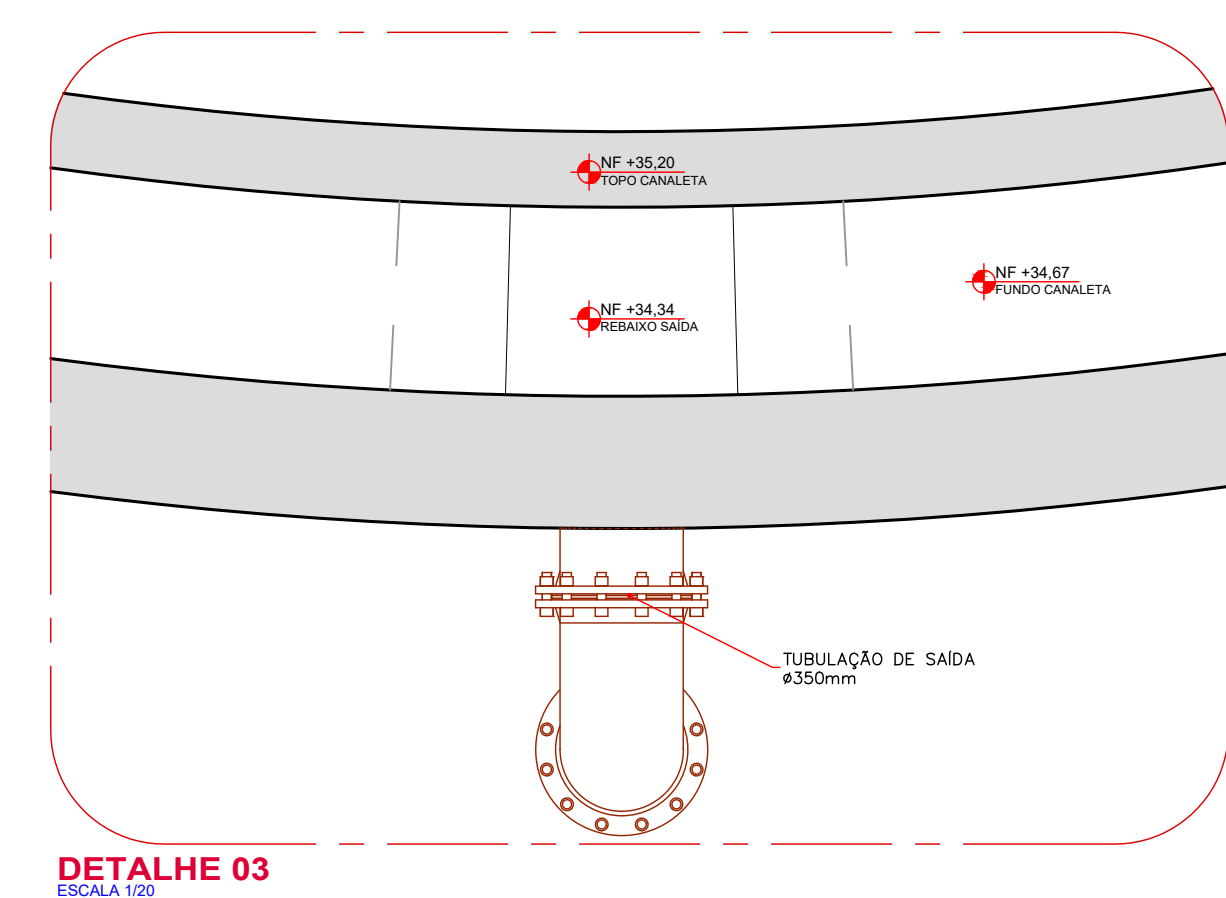 NF +35,20
TOPO CANALETA
NF +34,67
FUNDO CANALETA
NF +34,34
REBAIXO SAÍDA
TUBULAÇÃO DE SAÍDA
ø350mm
DETALHE 03
ESCALA 1/20